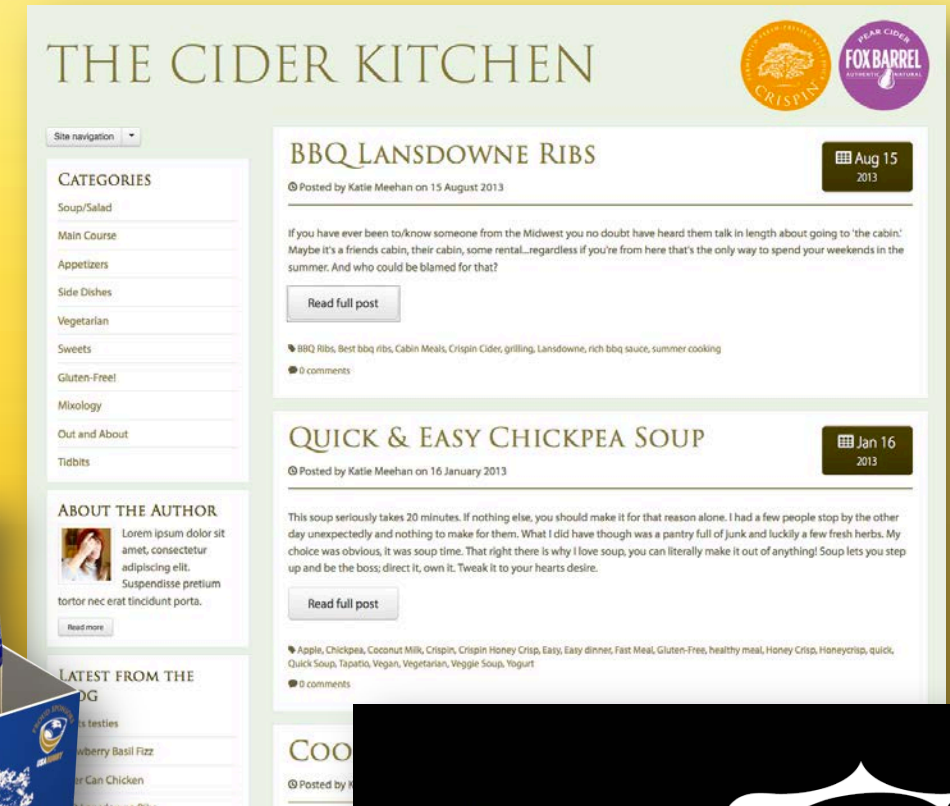 THE CIDER KITCHEN
CRISPIN
PEAR CIDER
FOX BARREL
AUTHENTIC NATURAL
Site navigation
CATEGORIES
Soup/Salad
Main Course
Appetizers
Side Dishes
Vegetarian
Sweets
Gluten-Free!
Mixology
Out and About
Tidbits
ABOUT THE AUTHOR
Lorem ipsum dolor sit
amet, consectetur
adipiscing elit.
Suspendisse pretium
tortor nec erat tincidunt porta.
Read more
LATEST FROM THE
Can Chicken
BBQ LANSDOWNE RIBS
Aug 15
2013
Posted by Katie Meehan on 15 August 2013
If you have ever been to/know someone from the Midwest you no doubt have heard them talk in length about going to 'the cabin.'
Maybe it's a friends cabin, their cabin, some rental...regardless if you're from here that's the only way to spend your weekends in the
summer. And who could be blamed for that?
Read full post
BBQ Ribs, Best bbq ribs, Cabin Meals, Crispin Cider, grilling, Lansdowne, rich bbq sauce, summer cooking
0 comments
QUICK & EASY CHICKPEA SOUP
Jan 16
2013
Posted by Katie Meehan on 16 January 2013
This soup seriously takes 20 minutes. If nothing else, you should make it for that reason alone. I had a few people stop by the other
day unexpectedly and nothing to make for them. What I did have though was a pantry full of junk and luckily a few fresh herbs. My
choice was obvious, it was soup time. That right there is why I love soup, you can literally make it out of anything! Soup lets you step
up and be the boss; direct it, own it. Tweak it to your hearts desire.
Read full post
Apple, Chickpea, Coconut Milk, Crispin, Crispin Honey Crisp, Easy, Easy dinner, Fast Meal, Gluten-Free, healthy meal, Honey Crisp, Honeycrisp, quick,
Quick Soup, Tapatio, Vegan, Vegetarian, Veggie Soup, Yogurt
0 comments
COO
Posted by
testies
Basil Fizz